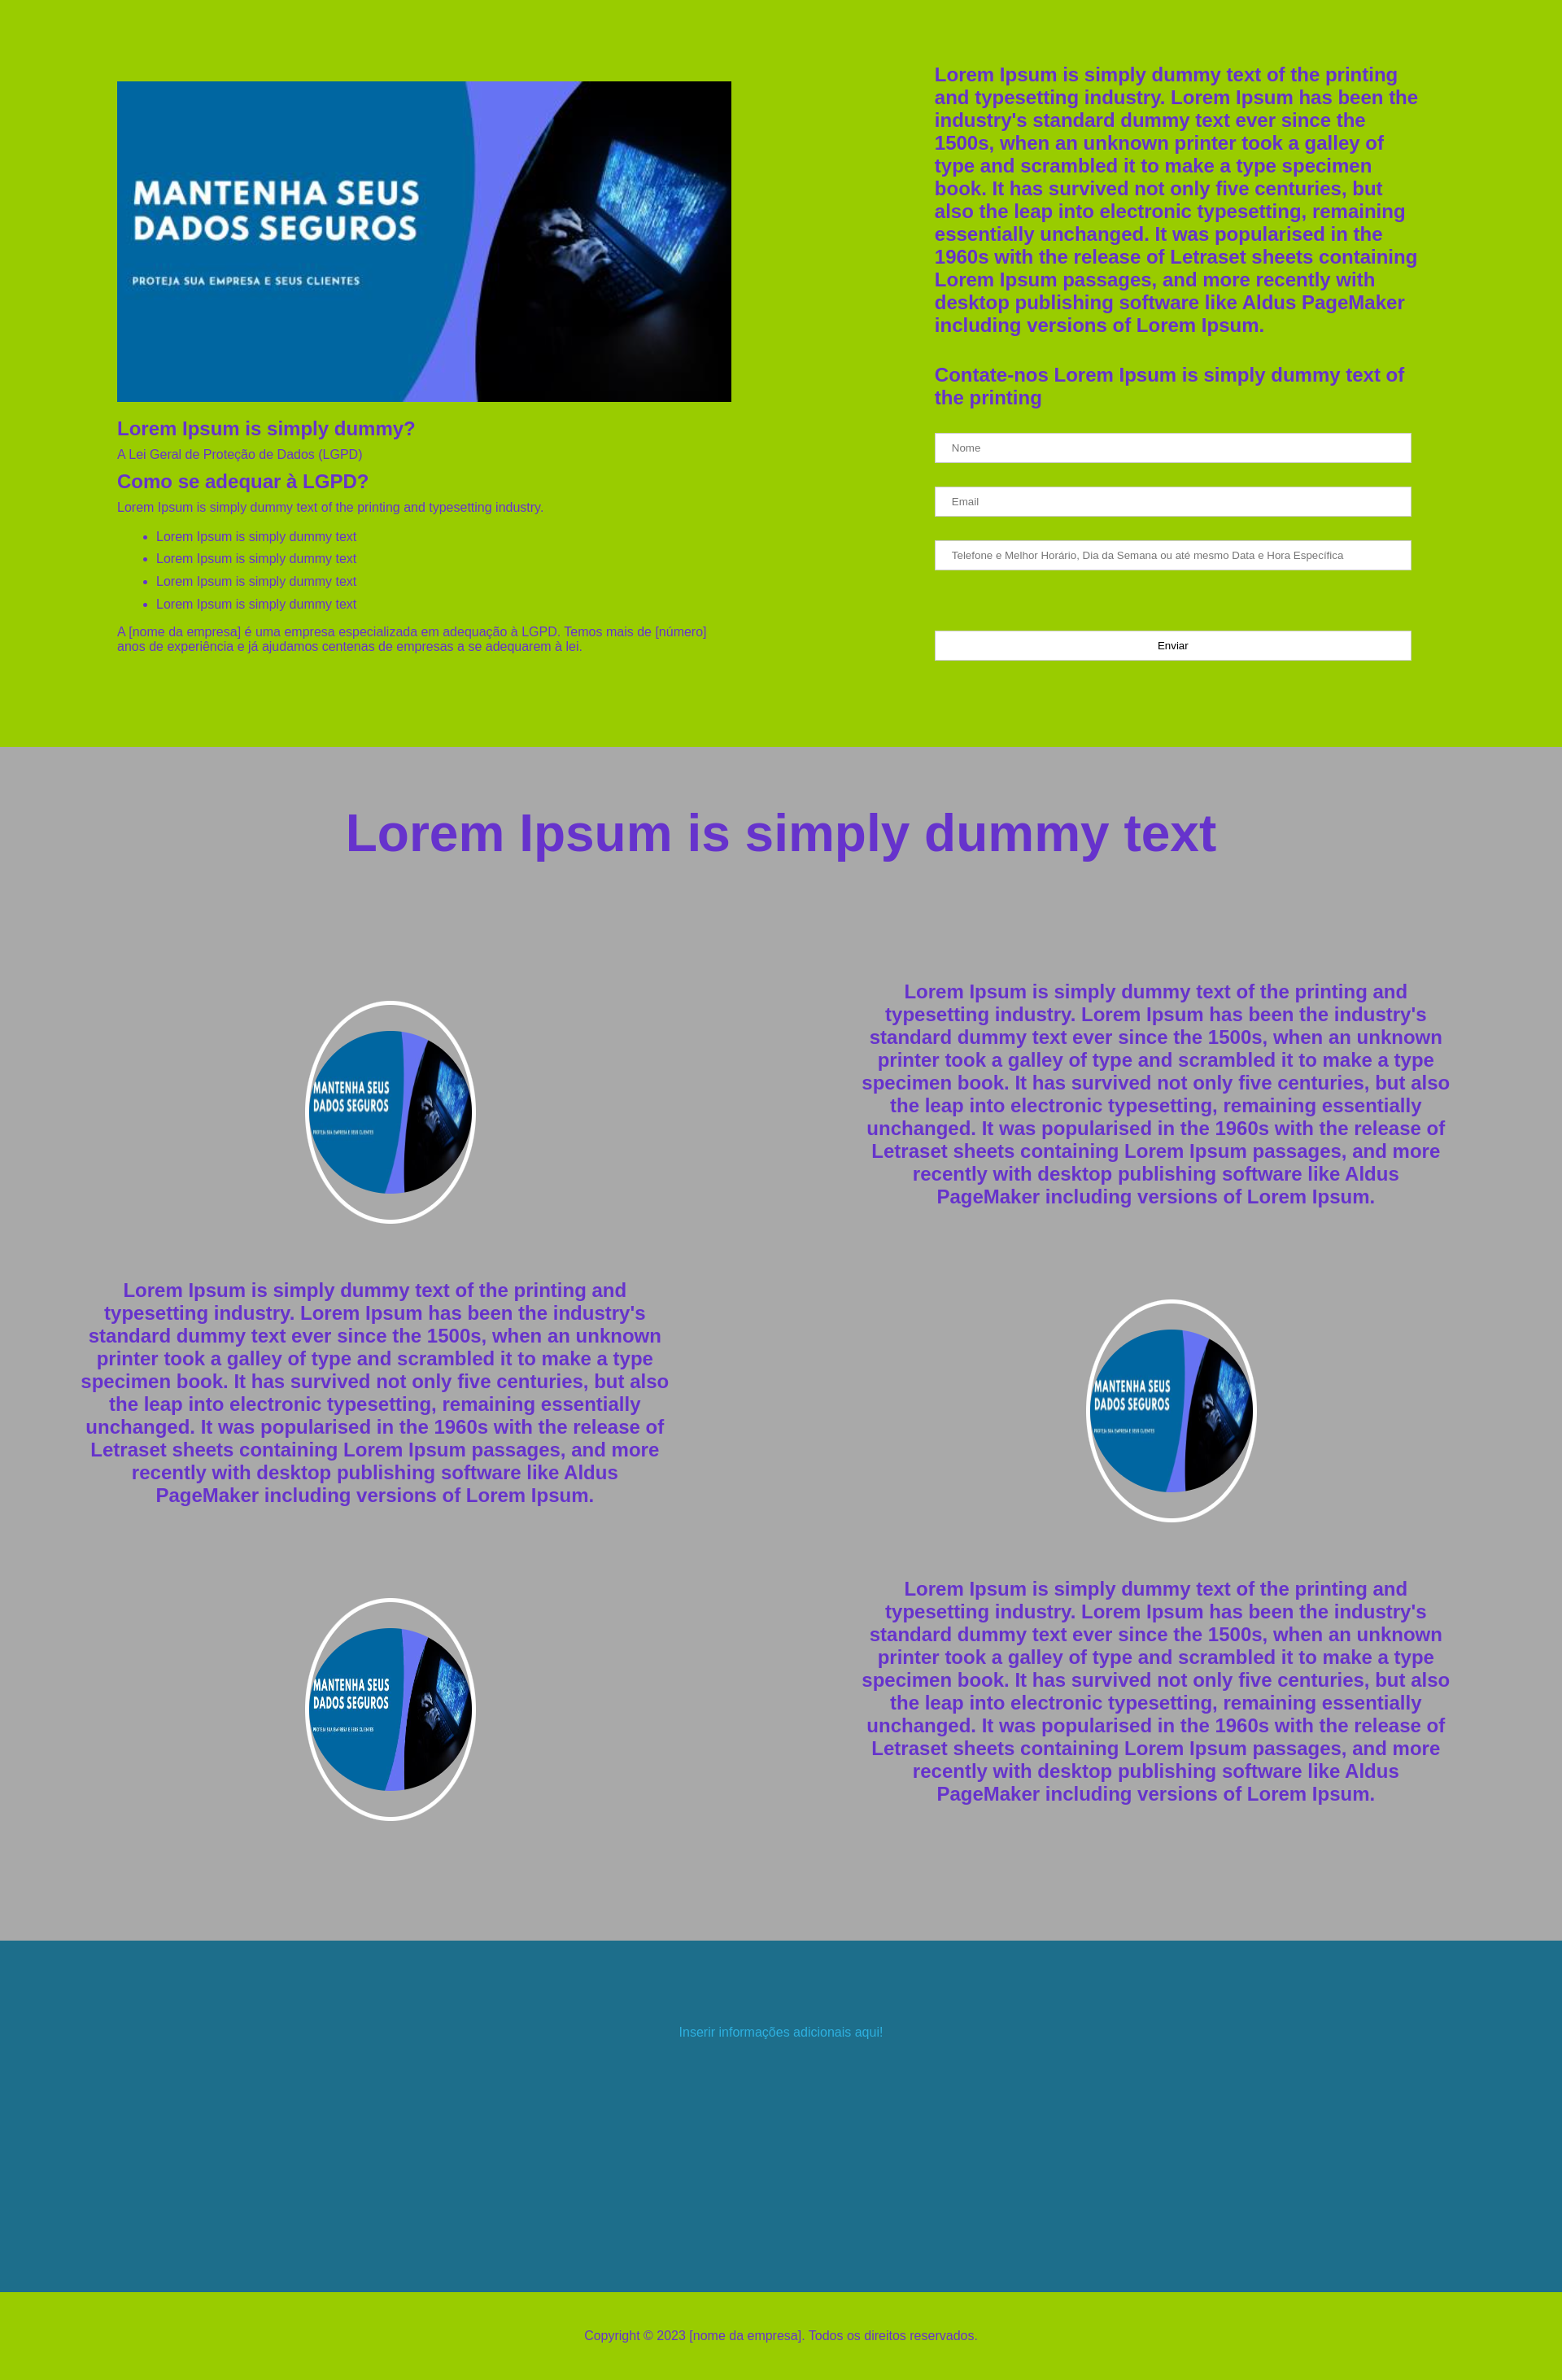 MANTENHA SEUS
DADOS SEGUROS
PROTEJA SUA EMPRESA E SEUS CLIENTES
Lorem Ipsum is simply dummy?
A Lei Geral de Proteção de Dados (LGPD)
Como se adequar à LGPD?
Lorem Ipsum is simply dummy text of the printing and typesetting industry.
• Lorem Ipsum is simply dummy text
• Lorem Ipsum is simply dummy text
• Lorem Ipsum is simply dummy text
• Lorem Ipsum is simply dummy text
A [nome da empresa] é uma empresa especializada em adequação à LGPD. Temos mais de [número]
anos de experiência e já ajudamos centenas de empresas a se adequarem à lei.
Lorem Ipsum is simply dummy text of the printing
and typesetting industry. Lorem Ipsum has been the
industry's standard dummy text ever since the
1500s, when an unknown printer took a galley of
type and scrambled it to make a type specimen
book. It has survived not only five centuries, but
also the leap into electronic typesetting, remaining
essentially unchanged. It was popularised in the
1960s with the release of Letraset sheets containing
Lorem Ipsum passages, and more recently with
desktop publishing software like Aldus PageMaker
including versions of Lorem Ipsum.
Contate-nos Lorem Ipsum is simply dummy text of
the printing
Nome
Email
Telefone e Melhor Horário, Dia da Semana ou até mesmo Data e Hora Específica
Enviar
Lorem Ipsum is simply dummy text
MANTENHA SEUS
DADOS SEGUROS
PROTEJA SUA EMPRESA E SEUS CLIENTES
Lorem Ipsum is simply dummy text of the printing and
typesetting industry. Lorem Ipsum has been the industry's
standard dummy text ever since the 1500s, when an unknown
printer took a galley of type and scrambled it to make a type
specimen book. It has survived not only five centuries, but also
the leap into electronic typesetting, remaining essentially
unchanged. It was popularised in the 1960s with the release of
Letraset sheets containing Lorem Ipsum passages, and more
recently with desktop publishing software like Aldus
PageMaker including versions of Lorem Ipsum.
Lorem Ipsum is simply dummy text of the printing and
typesetting industry. Lorem Ipsum has been the industry's
standard dummy text ever since the 1500s, when an unknown
printer took a galley of type and scrambled it to make a type
specimen book. It has survived not only five centuries, but also
the leap into electronic typesetting, remaining essentially
unchanged. It was popularised in the 1960s with the release of
Letraset sheets containing Lorem Ipsum passages, and more
recently with desktop publishing software like Aldus
PageMaker including versions of Lorem Ipsum.
MANTENHA SEUS
DADOS SEGUROS
PROTEJA SUA EMPRESA E SEUS CLIENTES
MANTENHA SEUS
DADOS SEGUROS
PROTEJA SUA EMPRESA E SEUS CLIENTES
Lorem Ipsum is simply dummy text of the printing and
typesetting industry. Lorem Ipsum has been the industry's
standard dummy text ever since the 1500s, when an unknown
printer took a galley of type and scrambled it to make a type
specimen book. It has survived not only five centuries, but also
the leap into electronic typesetting, remaining essentially
unchanged. It was popularised in the 1960s with the release of
Letraset sheets containing Lorem Ipsum passages, and more
recently with desktop publishing software like Aldus
PageMaker including versions of Lorem Ipsum.
Inserir informações adicionais aqui!
Copyright © 2023 [nome da empresa]. Todos os direitos reservados.